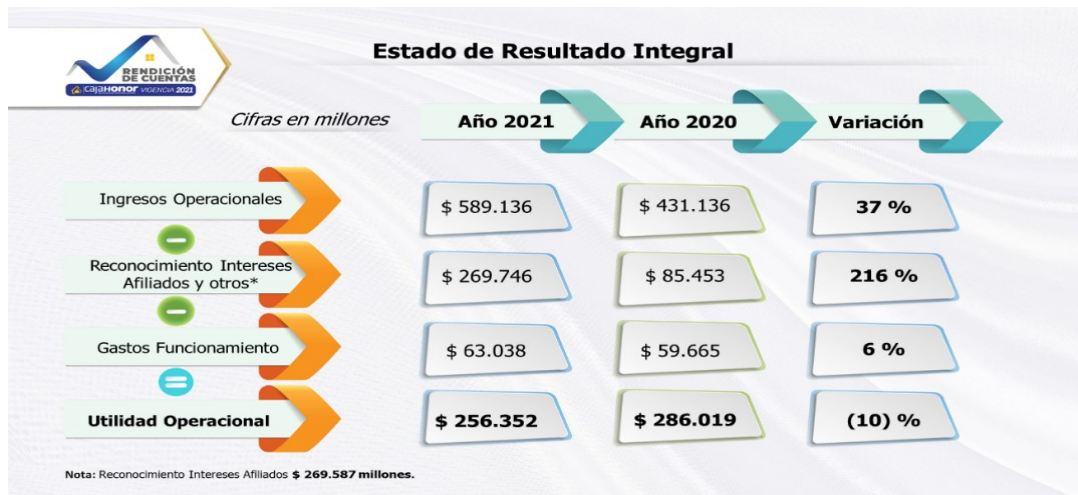 Estado de Resultado Integral
RENDICIÓN
DE CUENTAS
cajaHonor VIGENCIA 2021
Cifras en millones
Año 2021
Año 2020
Variación
Ingresos Operacionales
$ 589.136
$ 431.136
37 %
Reconocimiento Intereses
Afiliados y otros*
$ 269.746
$ 85.453
216 %
Gastos Funcionamiento
$ 63.038
$ 59.665
6 %
Utilidad Operacional
$ 256.352
$ 286.019
(10) %
Nota: Reconocimiento Intereses Afiliados $ 269.587 millones.